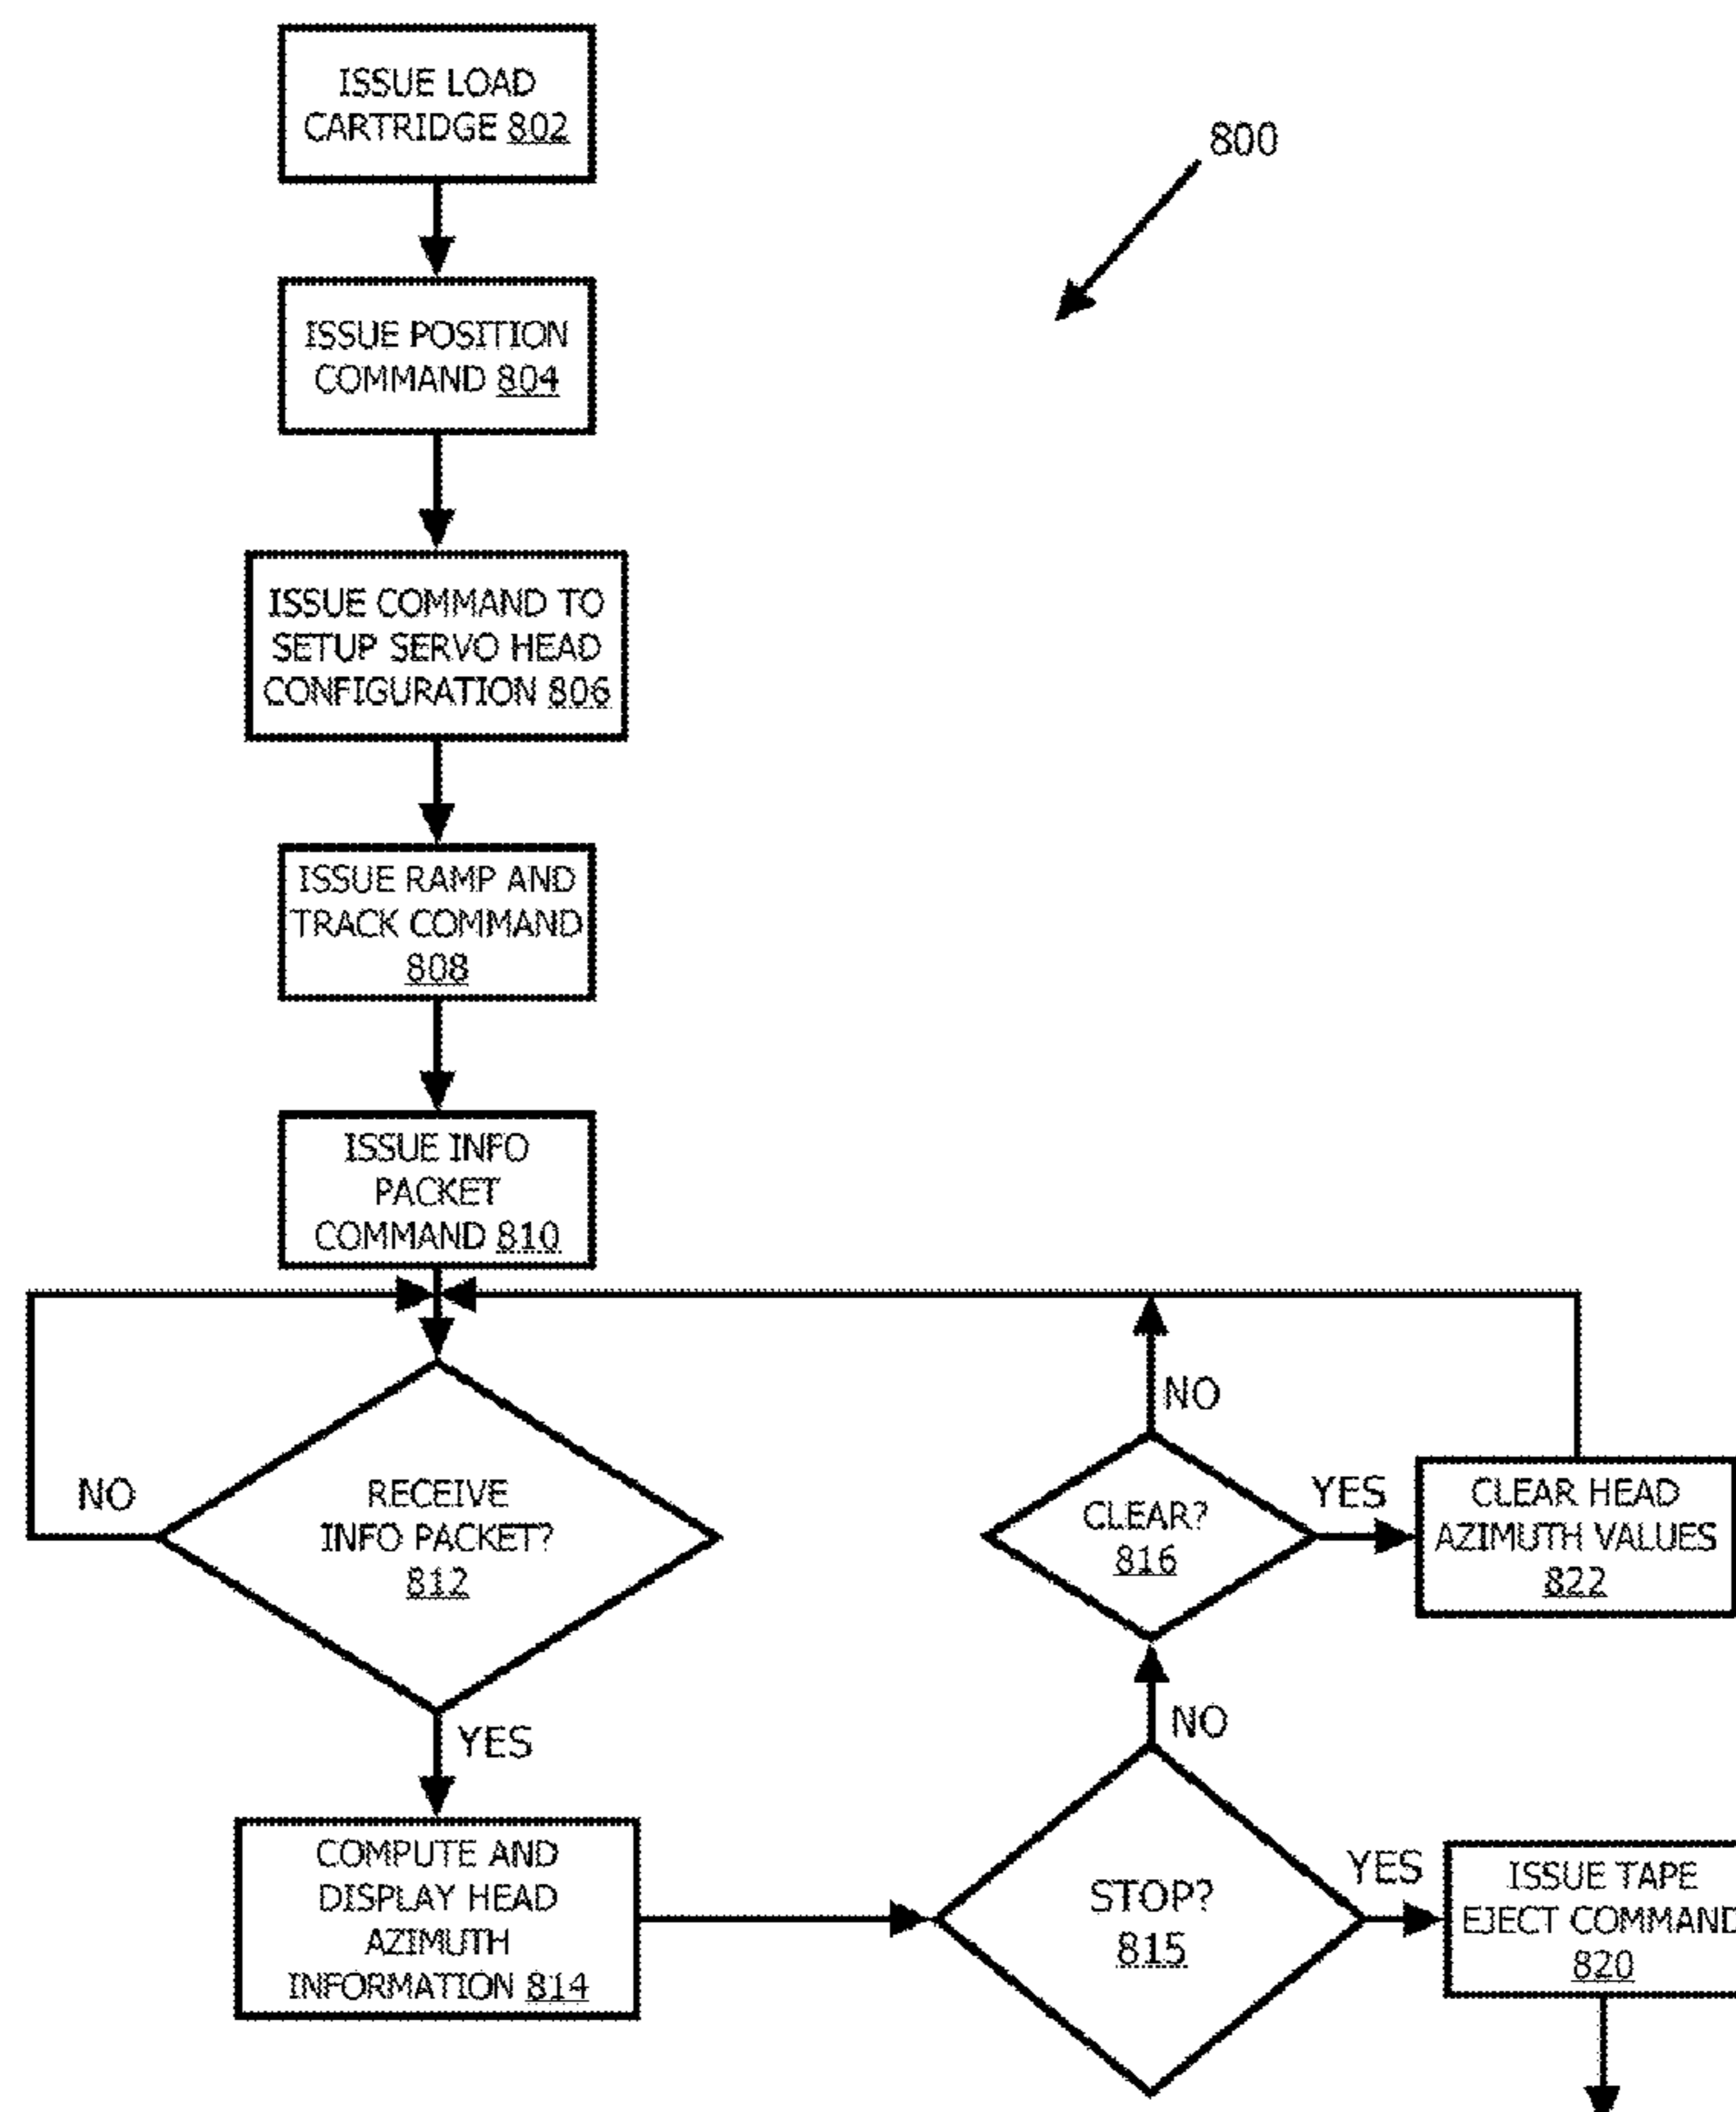 ISSUE LOAD
CARTRIDGE 802
800
ISSUE POSITION
COMMAND 804
ISSUE COMMAND TO
SETUP SERVO HEAD
CONFIGURATION 806
ISSUE RAMP AND
TRACK COMMAND
808
ISSUE INFO
PACKET
COMMAND 810
NO
RECEIVE
INFO PACKET?
812
YES
COMPUTE AND
DISPLAY HEAD
AZIMUTH
INFORMATION 814
STOP?
815
NO
YES
CLEAR?
816
NO
YES
CLEAR HEAD
AZIMUTH VALUES
822
ISSUE TAPE
EJECT COMMAND
820